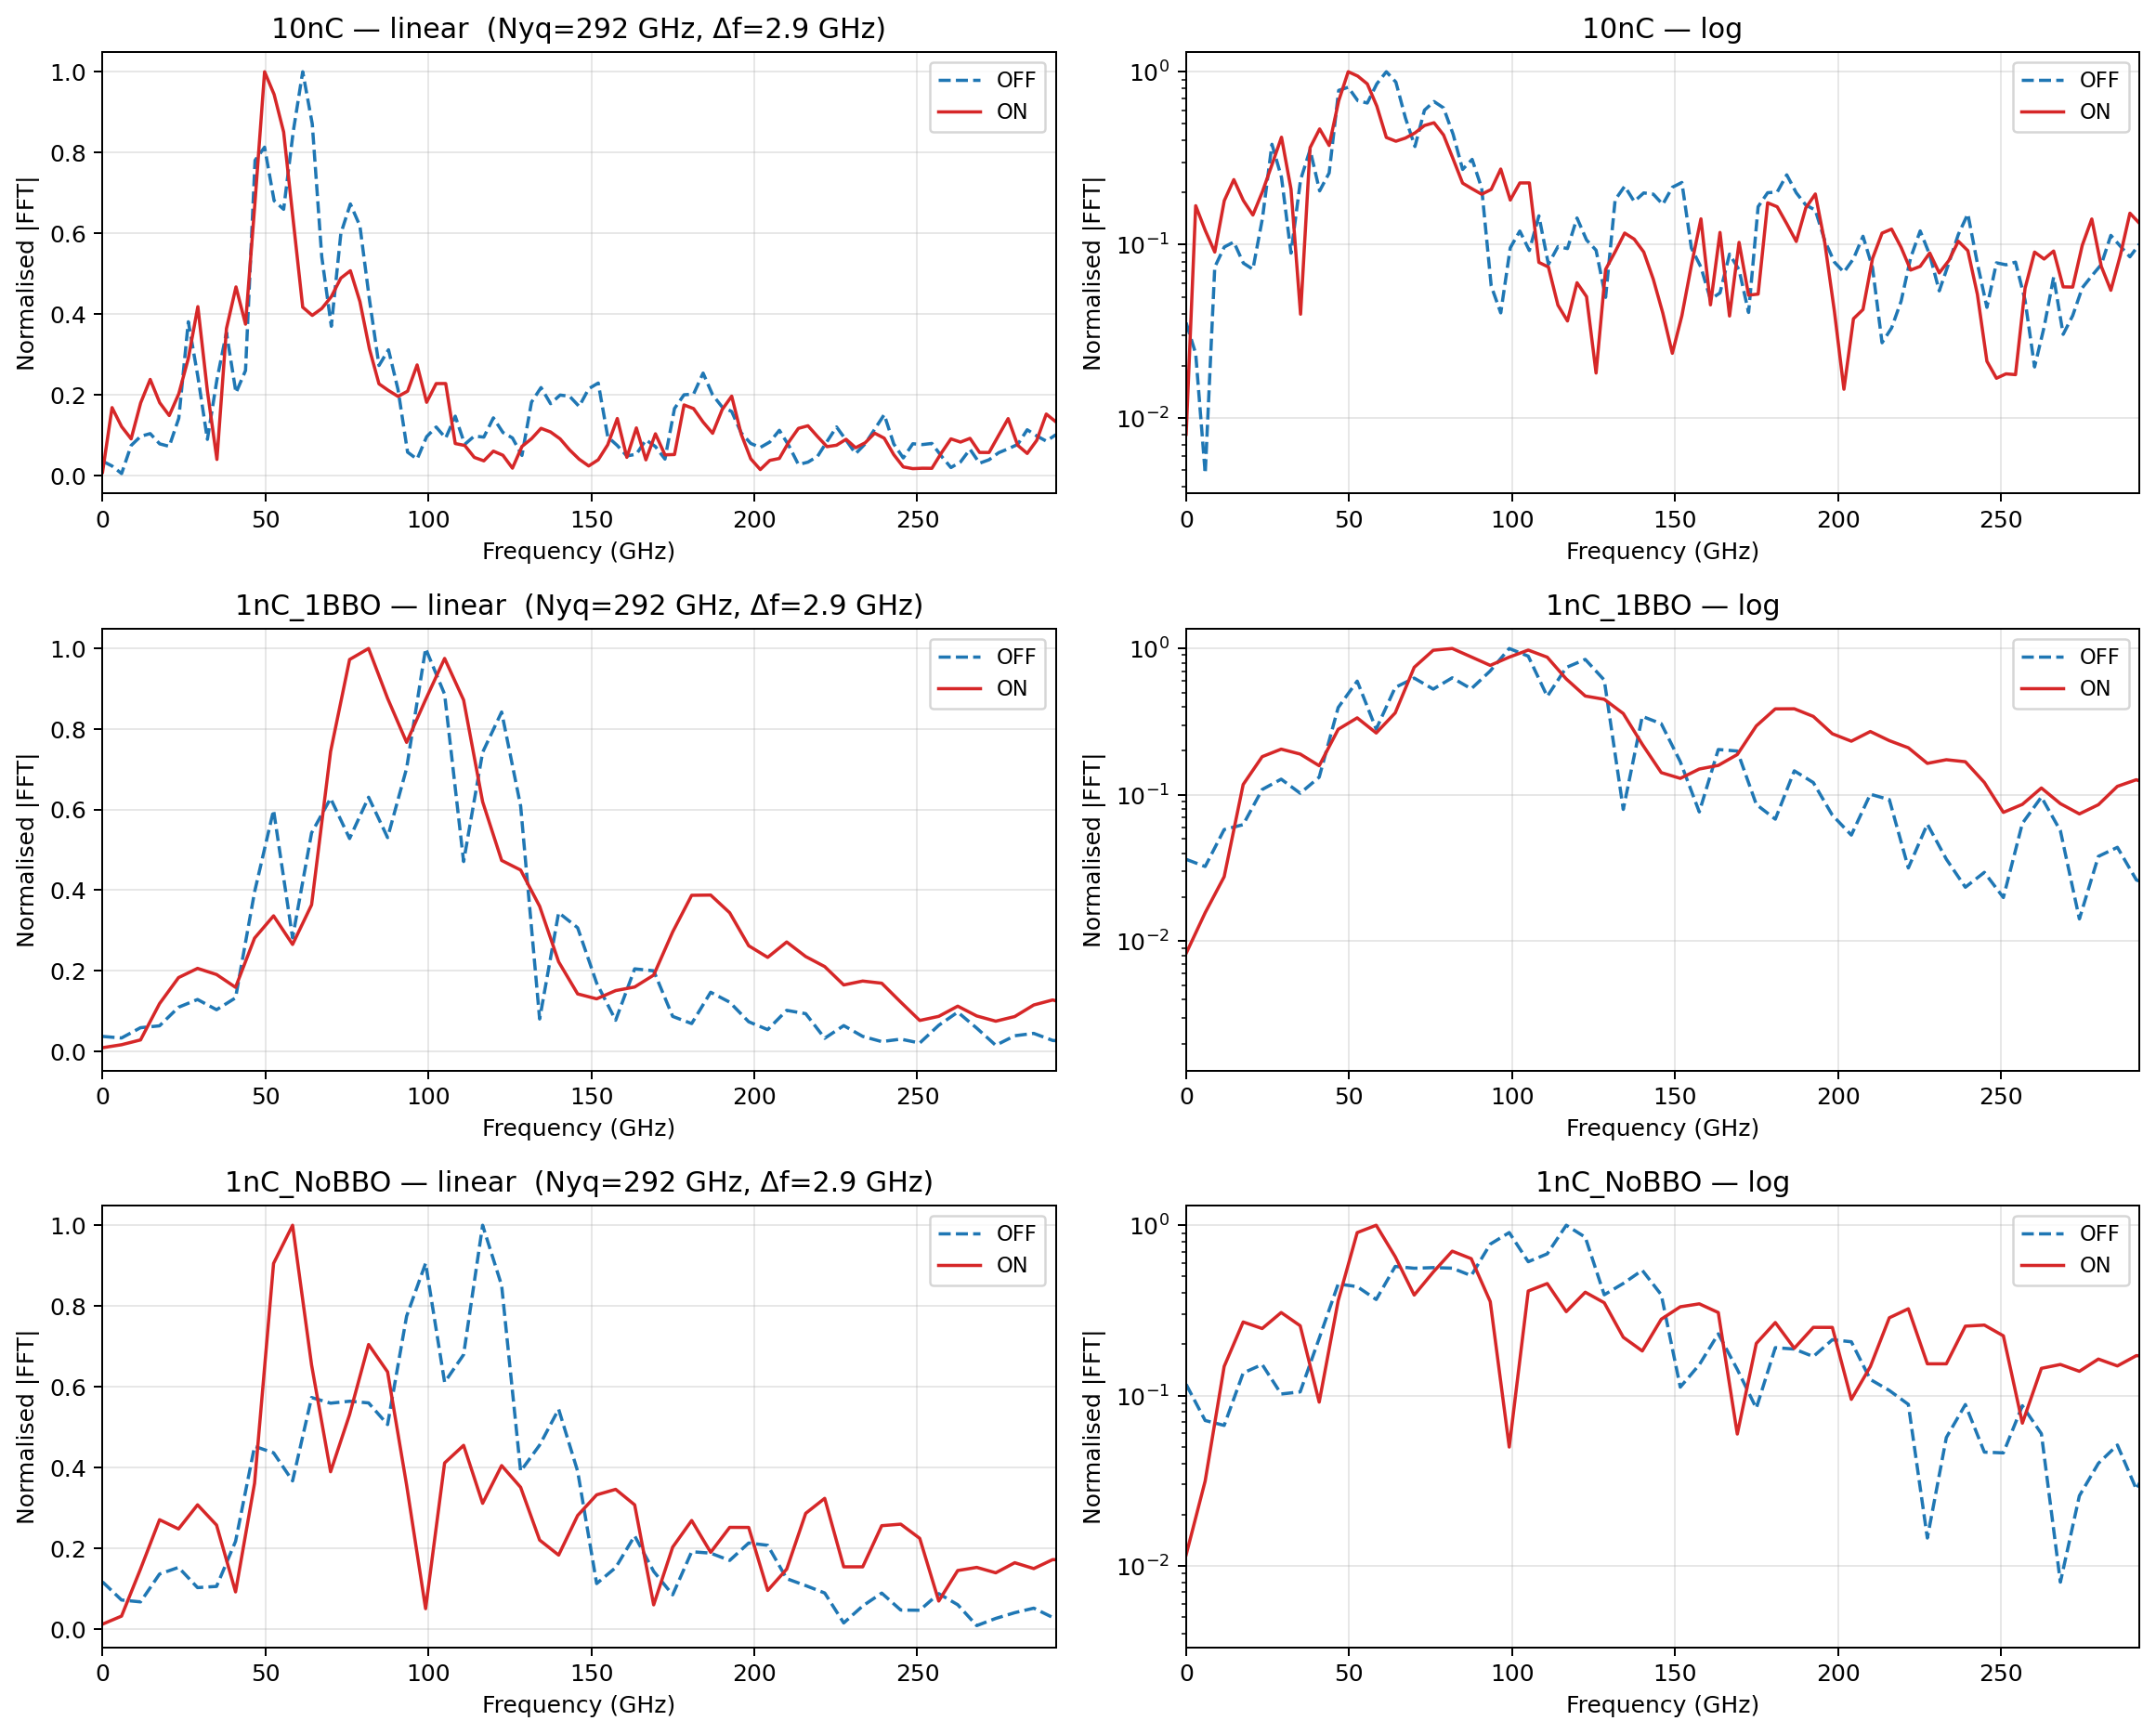 10nC — linear  (Nyq=292 GHz, Δf=2.9 GHz)
Normalised |FFT|
1.0
0.8
0.6
0.4
0.2
0.0
OFF
ON
0 50 100 150 200 250
Frequency (GHz)
10nC — log
Normalised |FFT|
10⁰
10⁻¹
10⁻²
OFF
ON
0 50 100 150 200 250
Frequency (GHz)
1nC_1BBO — linear  (Nyq=292 GHz, Δf=2.9 GHz)
Normalised |FFT|
1.0
0.8
0.6
0.4
0.2
0.0
OFF
ON
0 50 100 150 200 250
Frequency (GHz)
1nC_1BBO — log
Normalised |FFT|
10⁰
10⁻¹
10⁻²
OFF
ON
0 50 100 150 200 250
Frequency (GHz)
1nC_NoBBO — linear  (Nyq=292 GHz, Δf=2.9 GHz)
Normalised |FFT|
1.0
0.8
0.6
0.4
0.2
0.0
OFF
ON
0 50 100 150 200 250
Frequency (GHz)
1nC_NoBBO — log
Normalised |FFT|
10⁰
10⁻¹
10⁻²
OFF
ON
0 50 100 150 200 250
Frequency (GHz)